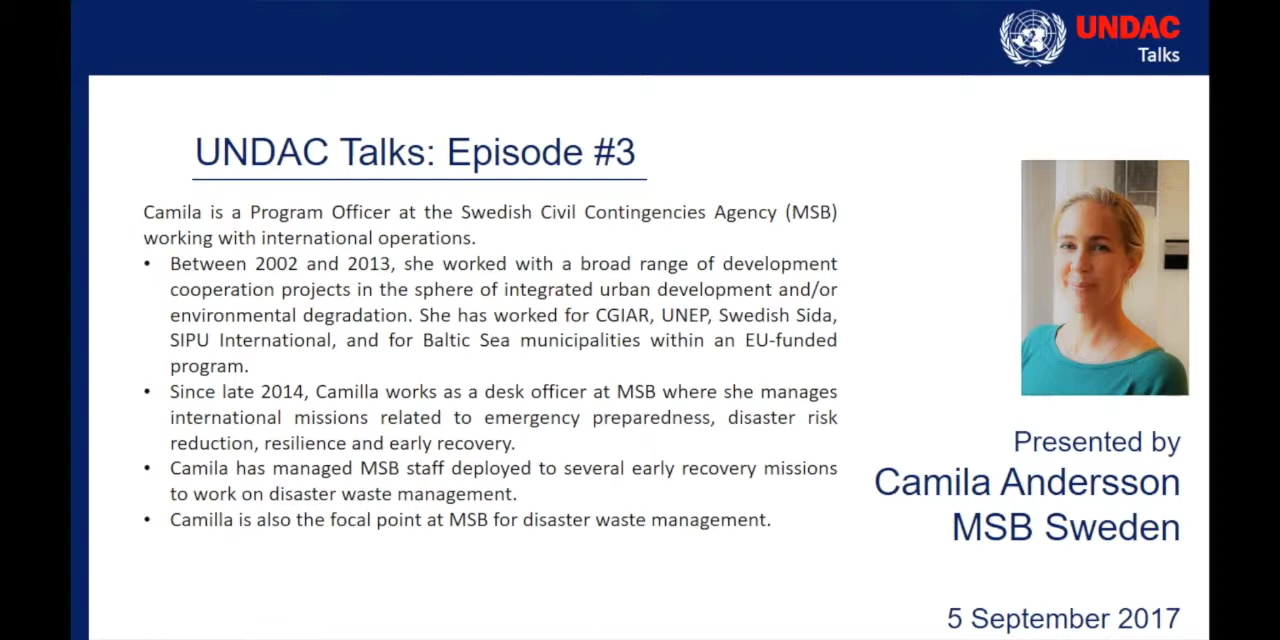 UNDAC
Talks
UNDAC Talks: Episode #3
Camila is a Program Officer at the Swedish Civil Contingencies Agency (MSB)
working with international operations.
• Between 2002 and 2013, she worked with a broad range of development
cooperation projects in the sphere of integrated urban development and/or
environmental degradation. She has worked for CGIAR, UNEP, Swedish Sida,
SIPU International, and for Baltic Sea municipalities within an EU-funded
program.
• Since late 2014, Camilla works as a desk officer at MSB where she manages
international missions related to emergency preparedness, disaster risk
reduction, resilience and early recovery.
• Camila has managed MSB staff deployed to several early recovery missions
to work on disaster waste management.
• Camilla is also the focal point at MSB for disaster waste management.
Presented by
Camila Andersson
MSB Sweden
5 September 2017